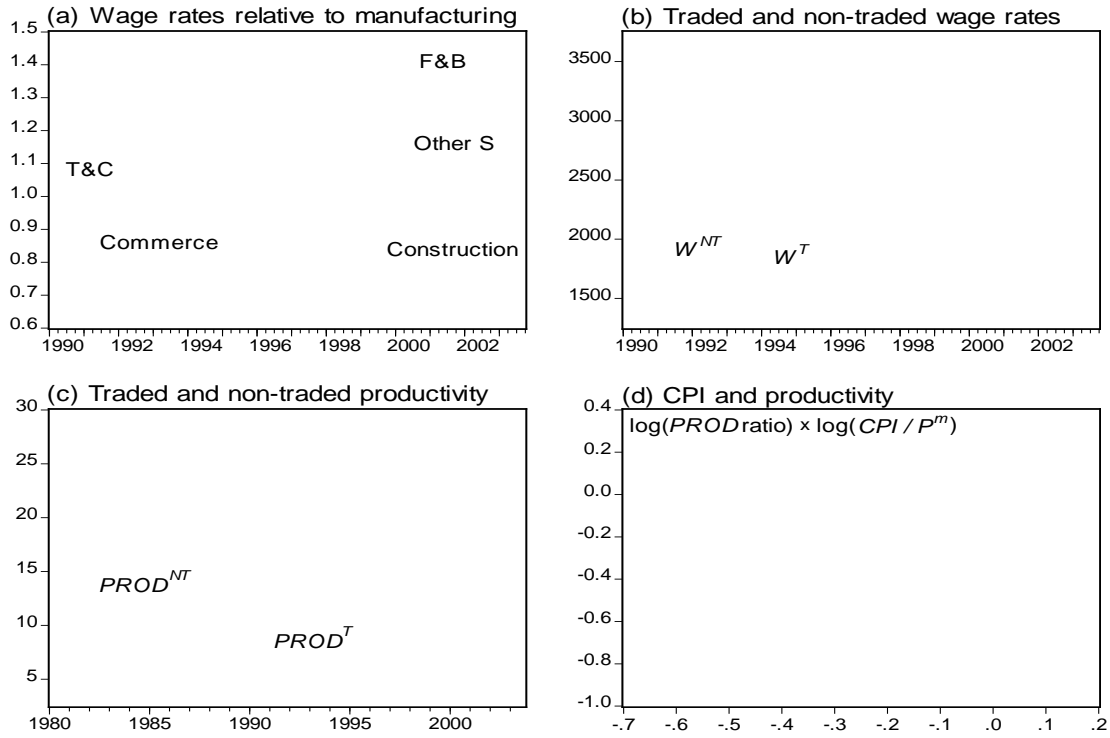 (a) Wage rates relative to manufacturing
1.5
1.4
1.3
1.2
1.1
1.0
0.9
0.8
0.7
0.6
F&B
Other S
T&C
Commerce
Construction
1990 1992 1994 1996 1998 2000 2002
(b) Traded and non-traded wage rates
3500
3000
2500
2000
1500
W^NT
W^T
1990 1992 1994 1996 1998 2000 2002
(c) Traded and non-traded productivity
30
25
20
15
10
5
PROD^NT
PROD^T
1980 1985 1990 1995 2000
(d) CPI and productivity
0.4
0.2
0.0
-0.2
-0.4
-0.6
-0.8
-1.0
log(PROD ratio) x log(CPI / P^m)
-.7 -.6 -.5 -.4 -.3 -.2 -.1 .0 .1 .2